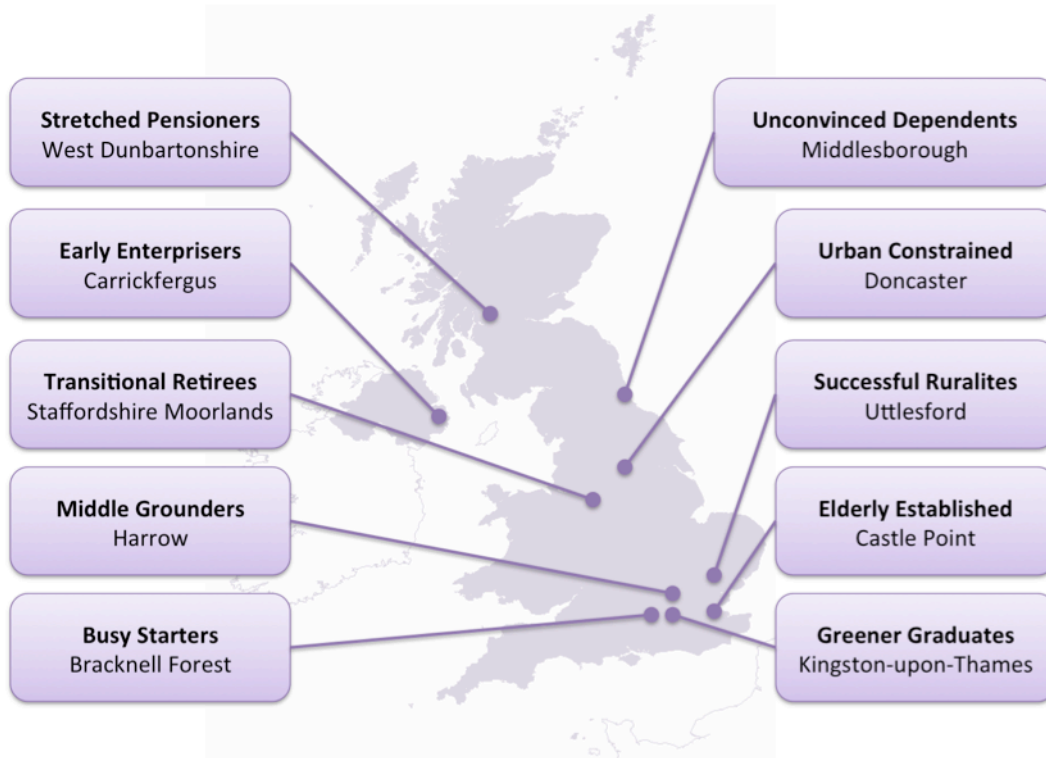 Stretched Pensioners
West Dunbartonshire
Early Enterprisers
Carrickfergus
Transitional Retirees
Staffordshire Moorlands
Middle Grounders
Harrow
Busy Starters
Bracknell Forest
Unconvinced Dependents
Middlesborough
Urban Constrained
Doncaster
Successful Ruralites
Uttlesford
Elderly Established
Castle Point
Greener Graduates
Kingston-upon-Thames